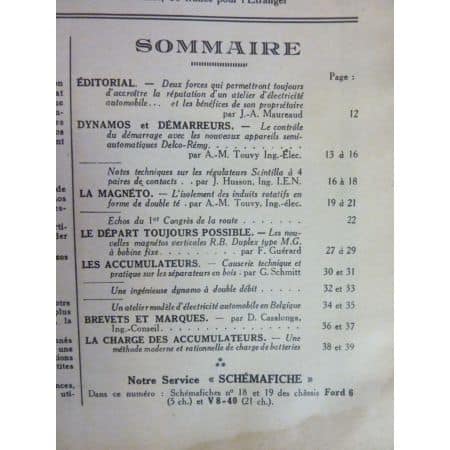 pour l'Etranger
SOMMAIRE
Page :
ÉDITORIAL. — Deux forces qui permettront toujours
d'accroître la réputation d'un atelier d'électricité
automobile... et les bénéfices de son propriétaire
par J.-A. Maureaud 12
DYNAMOS et DÉMARREURS. — Le contrôle
du démarrage avec les nouveaux appareils semi-
automatiques Delco-Rémy.
par A.-M. Touvy Ing.-Élec. 13 à 16
Notes techniques sur les régulateurs Scintilla à 4
paires de contacts . . par J. Husson, Ing. I.E.N. 16 à 18
LA MAGNÉTO. — L'isolement des induits rotatifs en
forme de double té . par A.-M. Touvy, Ing.-élec. 19 à 21
Echos du 1er Congrès de la route 22
LE DÉPART TOUJOURS POSSIBLE. — Les nou-
velles magnétos verticales R.B. Duplex type M.G.
à bobine fixe par F. Guérard 27 à 29
LES ACCUMULATEURS. — Causerie technique et
pratique sur les séparateurs en bois . par G. Schmitt 30 et 31
Une ingénieuse dynamo à double débit 32 et 33
Un atelier modèle d'électricité automobile en Belgique 34 et 35
BREVETS ET MARQUES. — par D. Casalonga,
Ing.-Conseil 36 et 37
LA CHARGE DES ACCUMULATEURS. — Une
méthode moderne et rationnelle de charge de batteries 38 et 39
Notre Service « SCHÉMAFICHE »
Dans ce numéro : Schémafiches n° 18 et 19 des châssis Ford 6
(5 ch.) et V 8-40 (21 ch.).